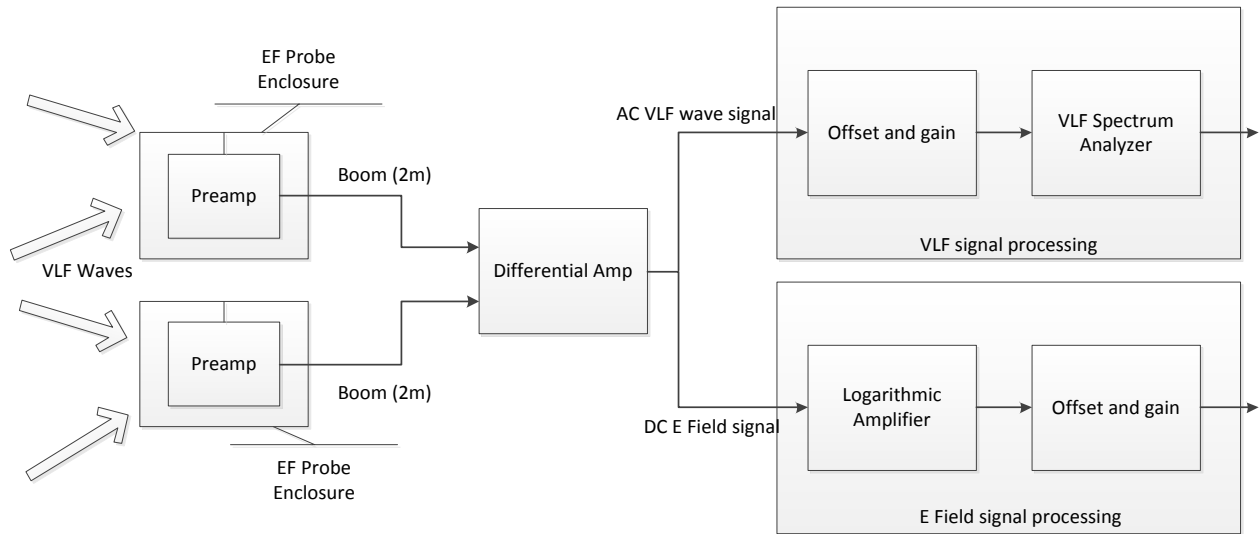 EF Probe
Enclosure
Preamp
Boom (2m)
VLF Waves
Preamp
Boom (2m)
EF Probe
Enclosure
Differential Amp
AC VLF wave signal
Offset and gain
VLF Spectrum
Analyzer
VLF signal processing
DC E Field signal
Logarithmic
Amplifier
Offset and gain
E Field signal processing